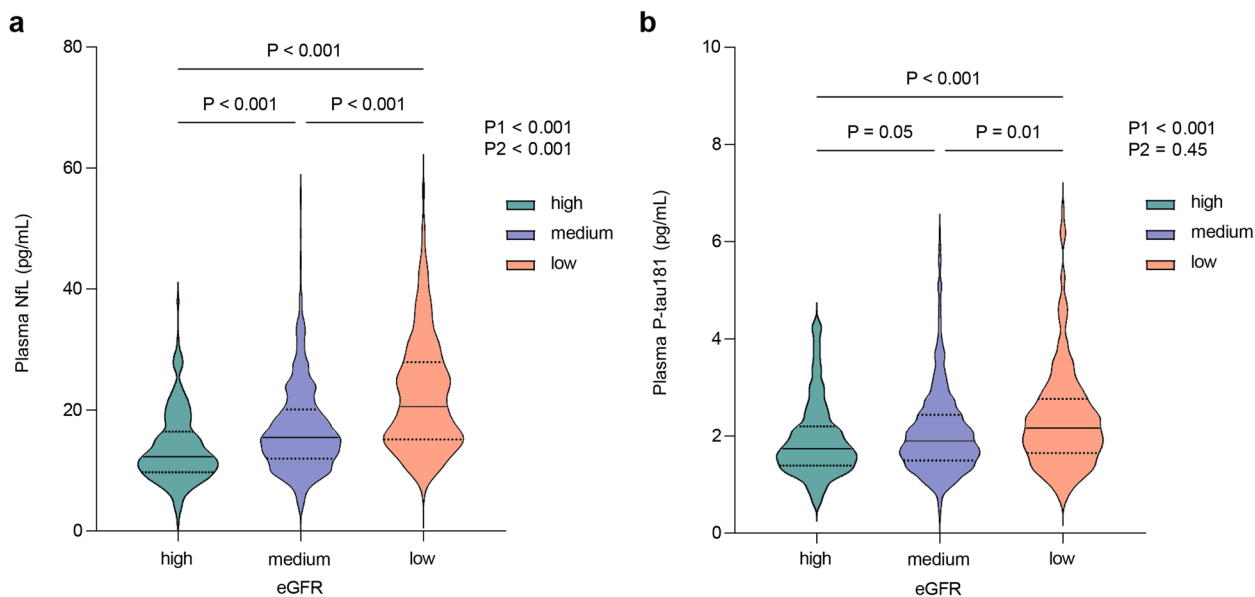 a
80
60
40
20
0
Plasma NfL (pg/mL)
P < 0.001
P < 0.001
P < 0.001
P1 < 0.001
P2 < 0.001
high
medium
low
high
medium
low
eGFR
b
10
8
6
4
2
0
Plasma P-tau181 (pg/mL)
P < 0.001
P = 0.05
P = 0.01
P1 < 0.001
P2 = 0.45
high
medium
low
high
medium
low
eGFR